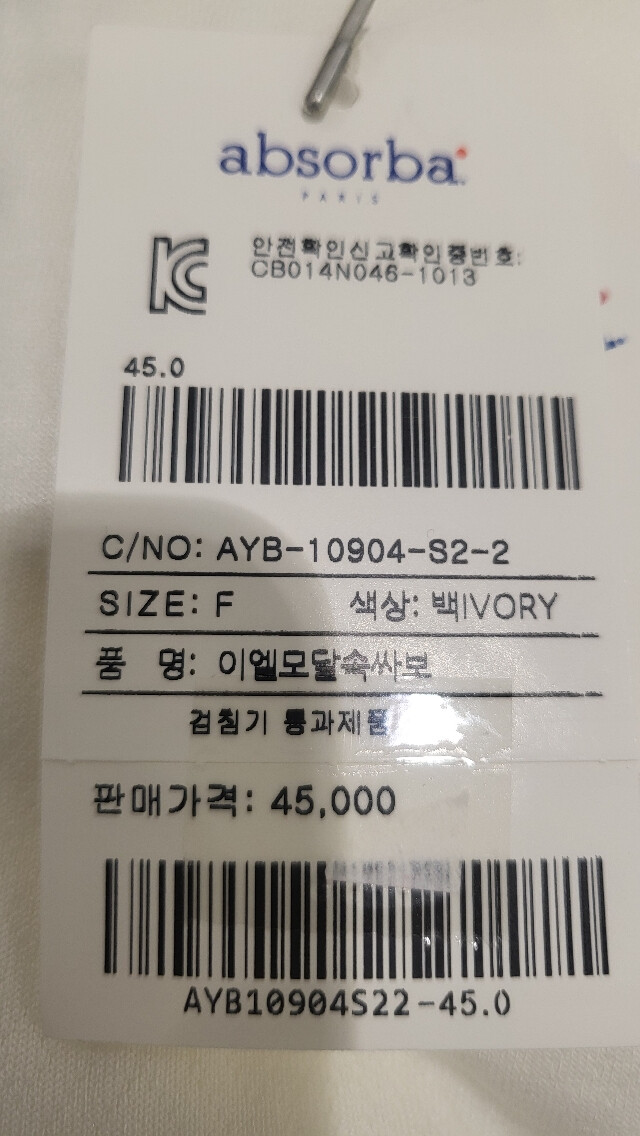 absorba
PARIS
KC
안전확인신고확인증번호:
CB014N046-1013
45.0
C/NO: AYB-10904-S2-2
SIZE: F 색상: 백IVORY
품 명: 이엘모달속싸보
검침기 통과제품
판매가격: 45,000
AYB10904S22-45.0